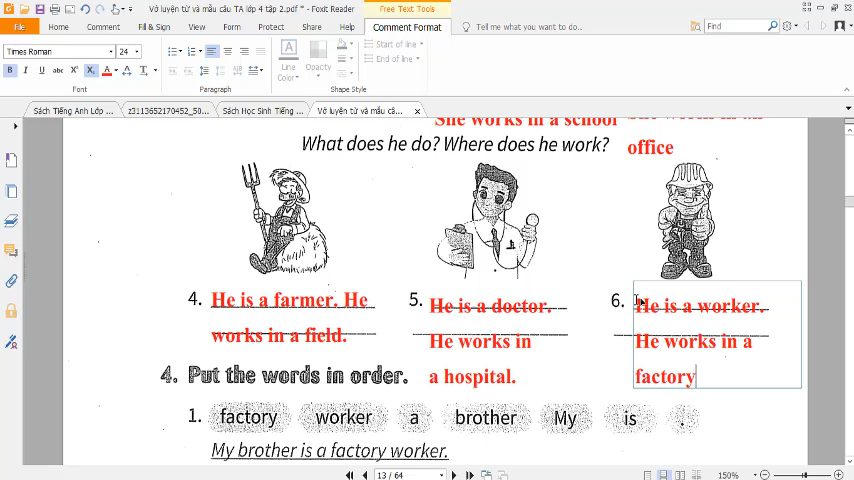 Vở luyện từ và mẫu câu TA lớp 4 tập 2.pdf * - Foxit Reader
Free Text Tools
File
Home
Comment
Fill & Sign
View
Form
Protect
Share
Help
Comment Format
Tell me what you want to do...
Find
Times Roman
24
Line Color
Opacity
Start of line
End of line
Font
Paragraph
Shape Style
Sách Tiếng Anh Lớp ...
z3113652170452_50...
Sách Học Sinh Tiếng ...
Vở luyện từ và mẫu câ...
She works in a school
office
What does he do? Where does he work?
4. He is a farmer. He
works in a field.
5. He is a doctor.
He works in
a hospital.
6. He is a worker.
He works in a
factory
4. Put the words in order.
1. factory worker a brother My is .
My brother is a factory worker.
13 / 64
150%